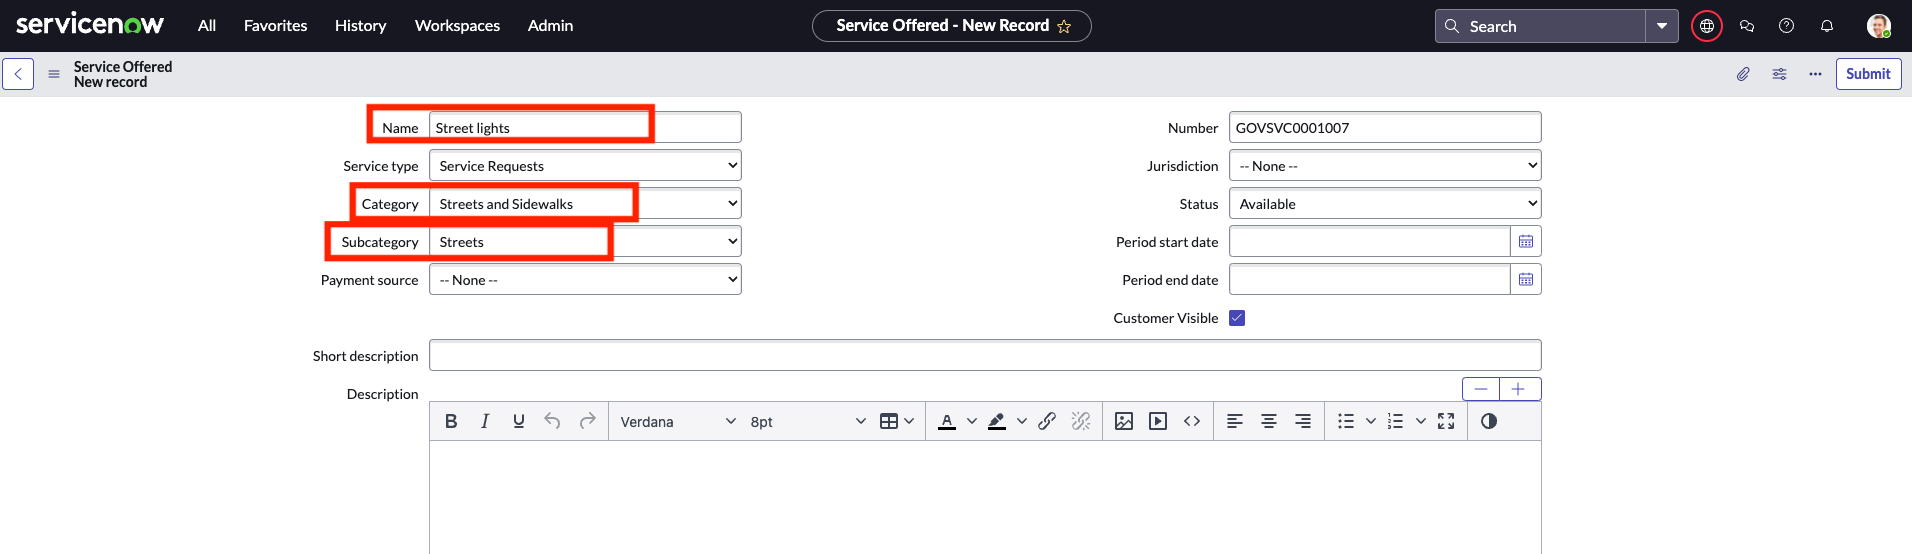 servicenow All Favorites History Workspaces Admin Service Offered - New Record Search
Service Offered
New record
Submit
Name Street lights
Number GOVSVC0001007
Service type Service Requests
Jurisdiction -- None --
Category Streets and Sidewalks
Status Available
Subcategory Streets
Period start date
Payment source -- None --
Period end date
Customer Visible
Short description
Description
B I U Verdana 8pt A